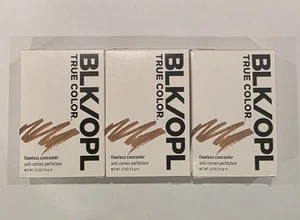 BLK/OPL
TRUE COLOR
flawless concealer
anti-cernes perfecteur
BLK/OPL
TRUE COLOR
flawless concealer
anti-cernes perfecteur
BLK/OPL
TRUE COLOR
flawless concealer
anti-cernes perfecteur